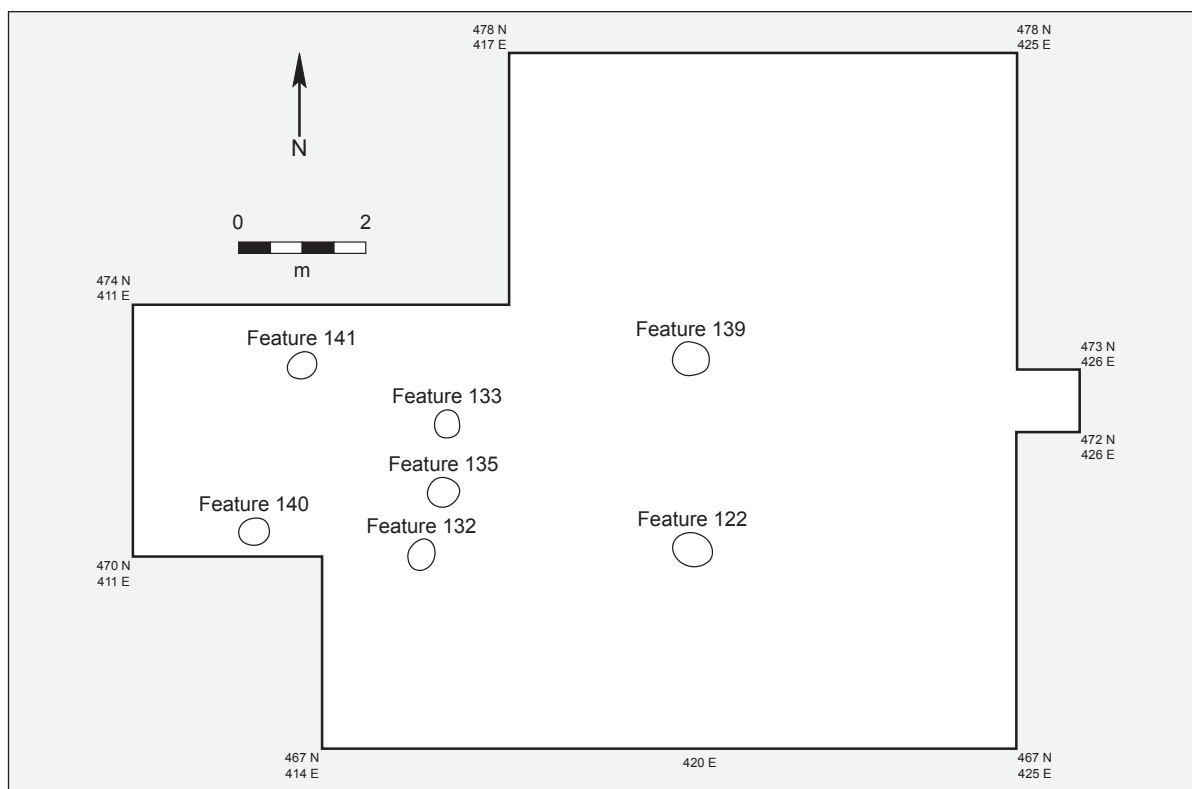 478 N
417 E
478 N
425 E
N
0 2
m
474 N
411 E
Feature 141
Feature 139
473 N
426 E
Feature 133
472 N
426 E
Feature 135
Feature 140
Feature 132
Feature 122
470 N
411 E
467 N
414 E
420 E
467 N
425 E